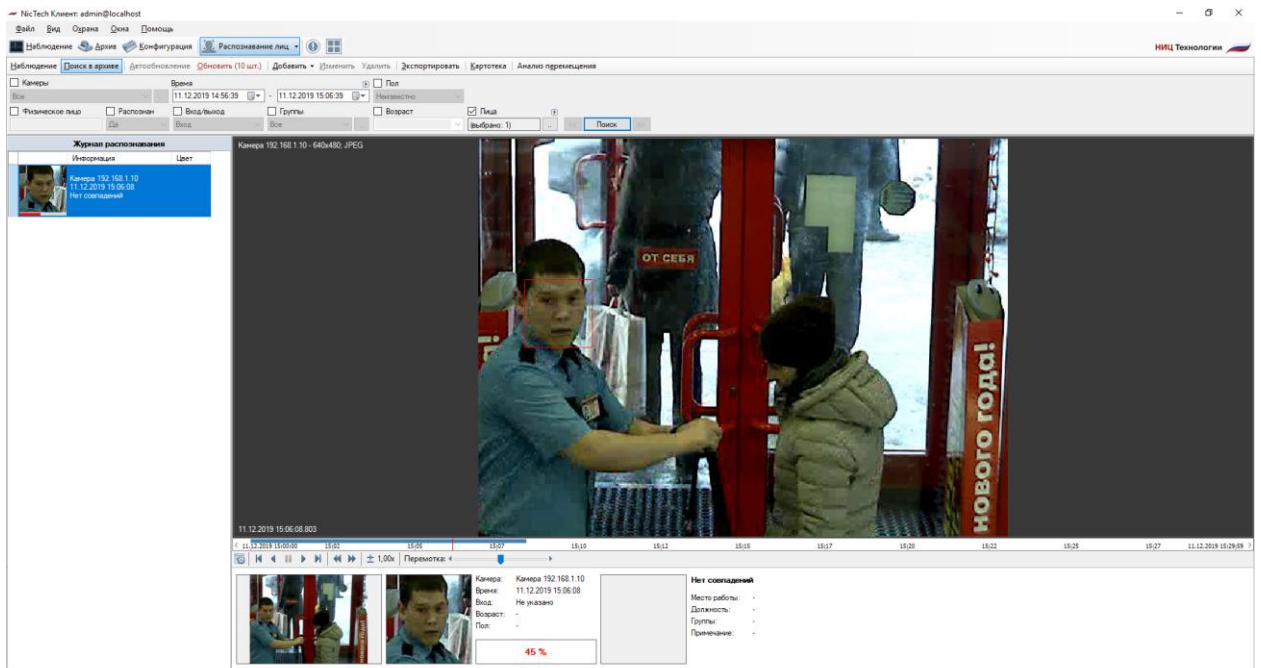 NicTech Клиент: admin@localhost
Файл Вид Охрана Окна Помощь
Наблюдение Архив Конфигурация Распознавание лиц
НИЦ Технологии
Наблюдение Поиск в архиве Автообновление Обновить (10 шт.) Добавить Изменить Удалить Экспортировать Картотека Анализ перемещения
Камеры Время Пол
Все 11.12.2019 14:56:39 - 11.12.2019 15:06:39 Неизвестно
Физическое лицо Распознан Вход/выход Группы Возраст Лица
Да Вход Все (выбрано: 1) ... Поиск
Журнал распознавания
Информация Цвет
Камера 192.168.1.10
11.12.2019 15:06:08
Нет совпадений
Камера 192.168.1.10 - 640x480; JPEG
ОТ СЕБЯ
НОВОГО ГОДА!
11.12.2019 15:06:08.803
11.12.2019 15:00:00 15:02 15:05 15:07 15:10 15:12 15:15 15:17 15:20 15:22 15:25 15:27 11.12.2019 15:29:59
1,00x Перемотка:
Камера: Камера 192.168.1.10
Время: 11.12.2019 15:06:08
Вход: Не указано
Возраст: -
Пол: -
45 %
Нет совпадений
Место работы: -
Должность: -
Группы: -
Примечание: -